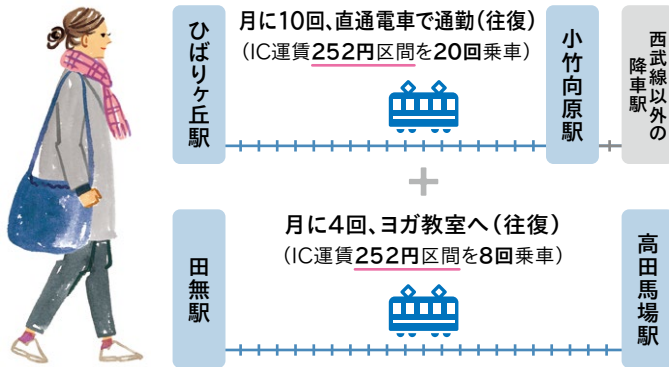 月に10回、直通電車で通勤(往復)
(IC運賃252円区間を20回乗車)
ひばりヶ丘駅
小竹向原駅
西武線以外の
降車駅
+
月に4回、ヨガ教室へ(往復)
(IC運賃252円区間を8回乗車)
田無駅
高田馬場駅